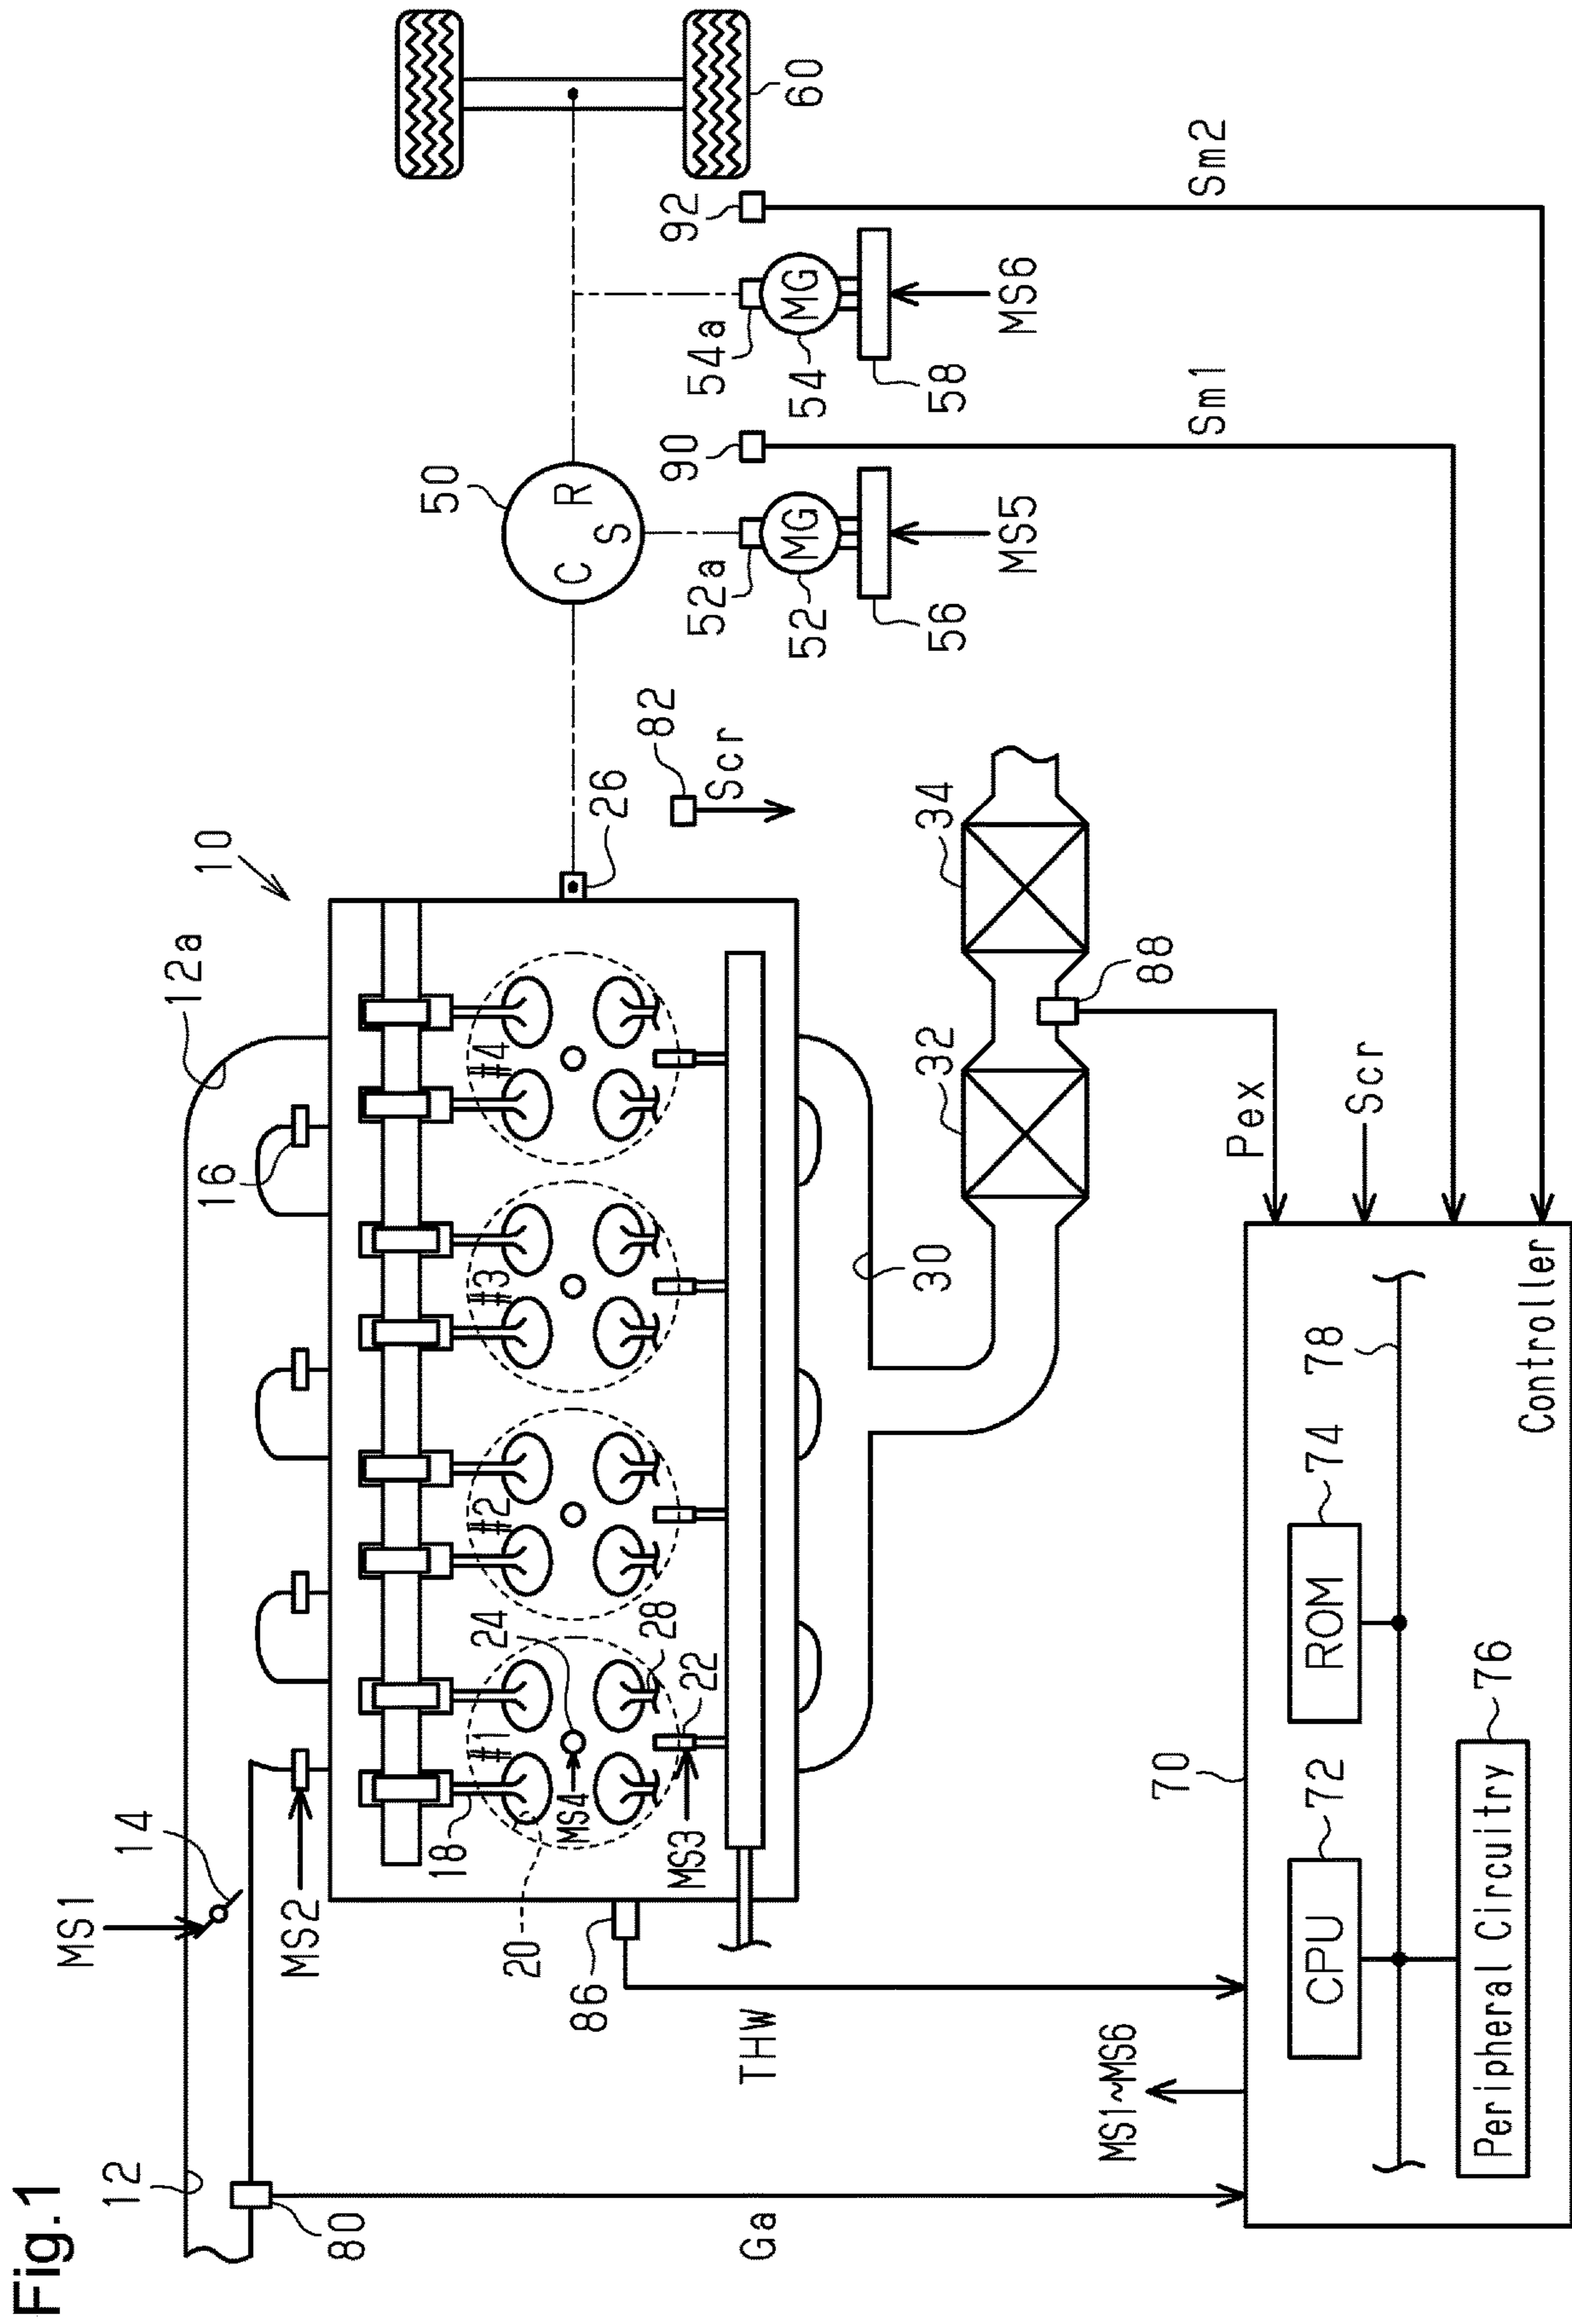 Fig.1
MS1
14
12
12a
10
80
MS2
16
18
20
#1
#2
#3
#4
24
MS4
28
22
MS3
26
82
Scr
50
C
R
S
60
52a
MG
52
56
MS5
90
Sm1
54a
MG
54
58
MS6
92
Sm2
86
THW
Ga
30
32
34
88
Pex
Scr
MS1~MS6
70
72
CPU
74
ROM
78
76
Peripheral Circuitry
Controller